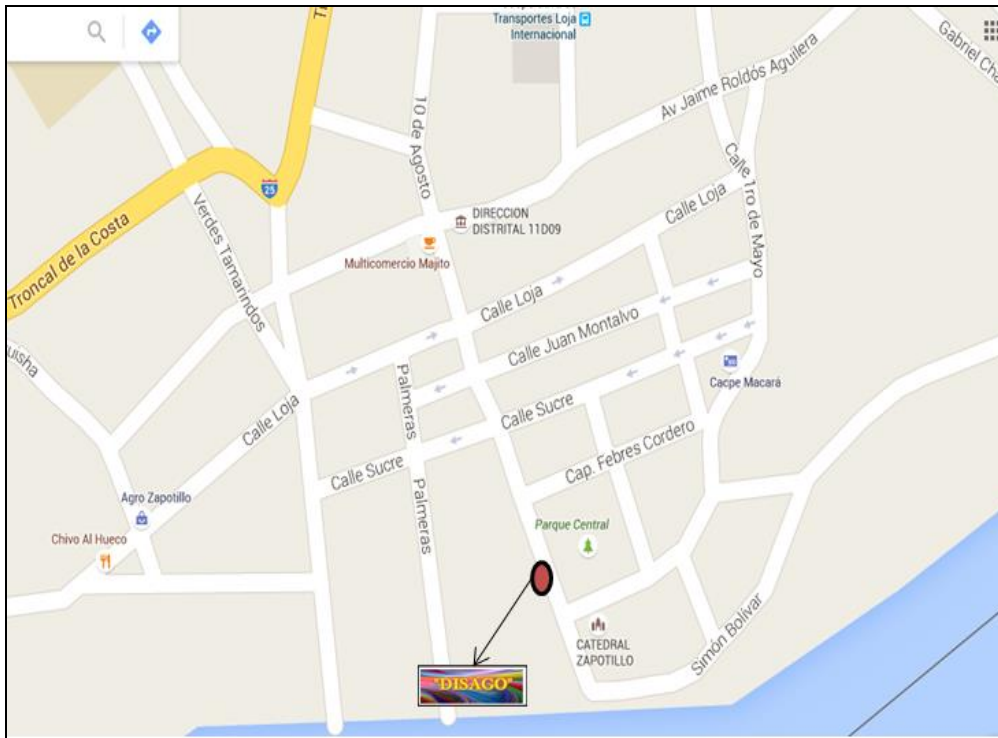 Transportes Loja
Internacional
Gabriel Cha
Av Jaime Roldós Aguilera
10 de Agosto
Calle 1ro de Mayo
25
Troncal de la Costa
Verdes Tamarindos
DIRECCION
DISTRITAL 11D09
Multicomercio Majito
Calle Loja
Calle Loja
Calle Juan Montalvo
uisha
Palmeras
Cacpe Macará
Calle Loja
Calle Sucre
Cap. Febres Cordero
Calle Sucre
Palmeras
Agro Zapotillo
Chivo Al Hueco
Parque Central
CATEDRAL
ZAPOTILLO
Simón Bolívar
"DISAGO"